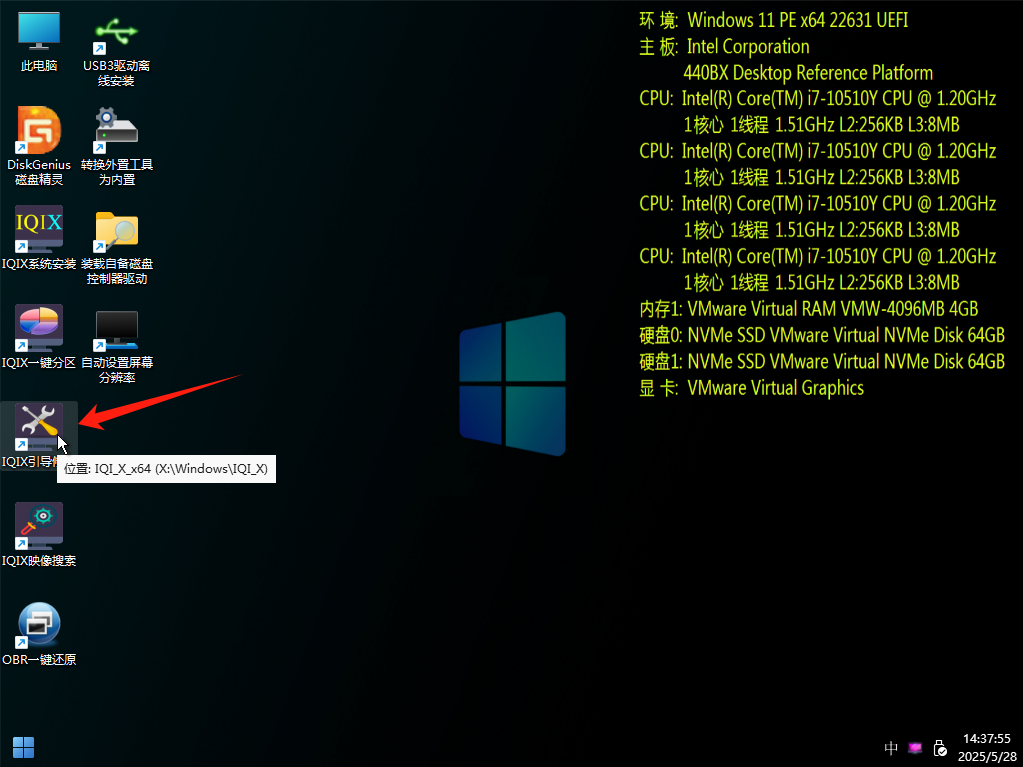 此电脑
USB3驱动离
线安装
DiskGenius
磁盘精灵
转换外置工具
为内置
IQIX
IQIX系统安装
装载自备磁盘
控制器驱动
IQIX一键分区
自动设置屏幕
分辨率
IQIX引导
位置: IQI_X_x64 (X:\Windows\IQI_X)
IQIX映像搜索
OBR一键还原
环 境: Windows 11 PE x64 22631 UEFI
主 板: Intel Corporation
440BX Desktop Reference Platform
CPU: Intel(R) Core(TM) i7-10510Y CPU @ 1.20GHz
1核心 1线程 1.51GHz L2:256KB L3:8MB
CPU: Intel(R) Core(TM) i7-10510Y CPU @ 1.20GHz
1核心 1线程 1.51GHz L2:256KB L3:8MB
CPU: Intel(R) Core(TM) i7-10510Y CPU @ 1.20GHz
1核心 1线程 1.51GHz L2:256KB L3:8MB
CPU: Intel(R) Core(TM) i7-10510Y CPU @ 1.20GHz
1核心 1线程 1.51GHz L2:256KB L3:8MB
内存1: VMware Virtual RAM VMW-4096MB 4GB
硬盘0: NVMe SSD VMware Virtual NVMe Disk 64GB
硬盘1: NVMe SSD VMware Virtual NVMe Disk 64GB
显 卡: VMware Virtual Graphics
中
14:37:55
2025/5/28